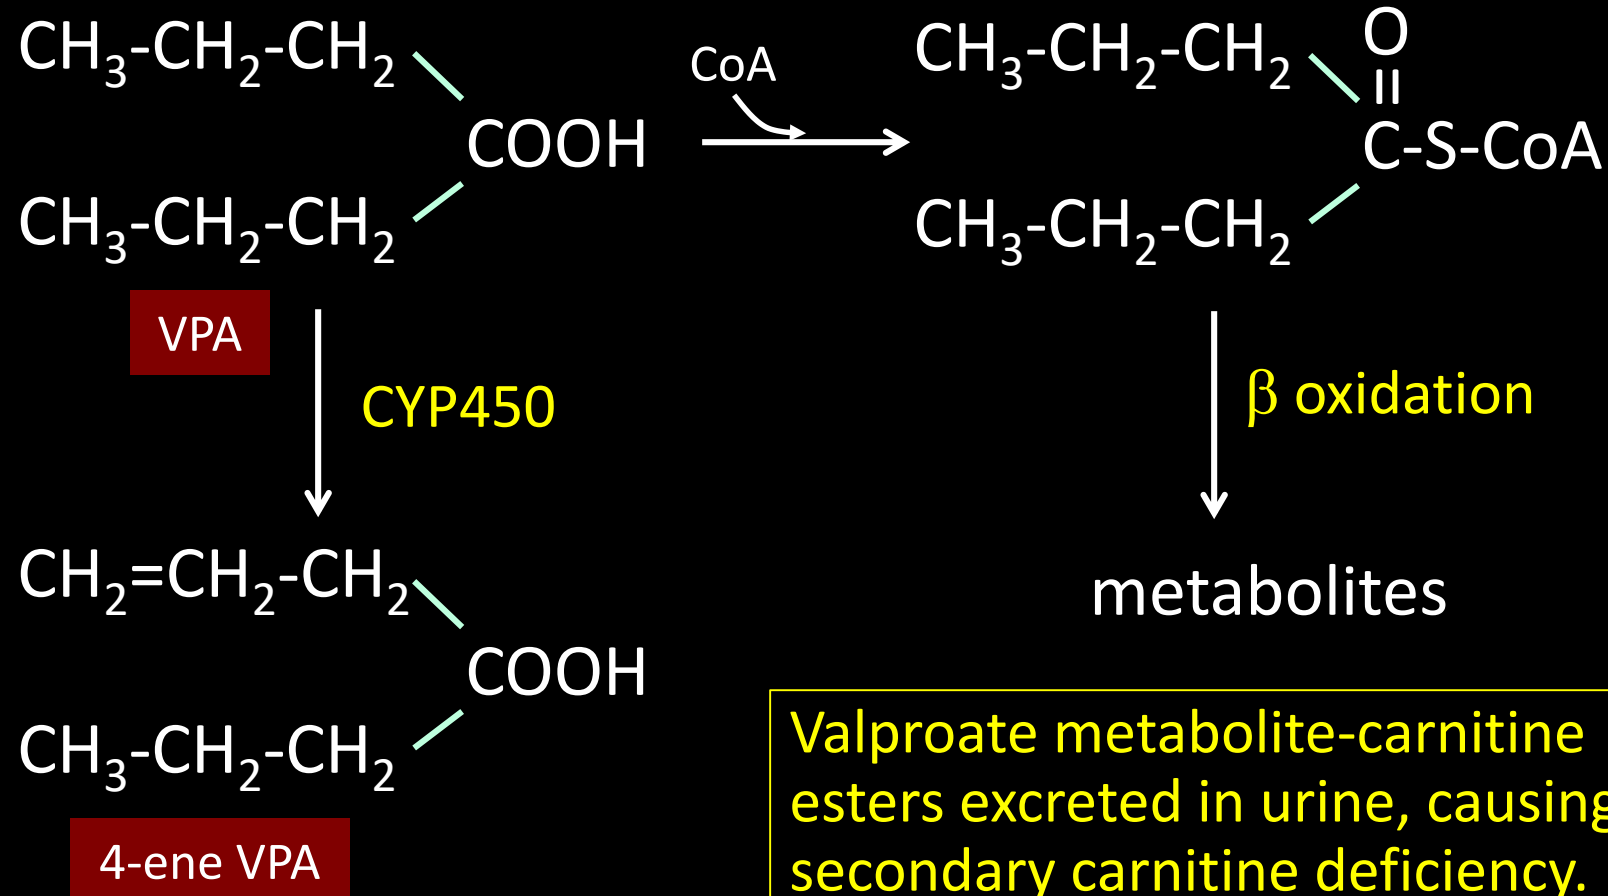 CH₃-CH₂-CH₂
COOH
CH₃-CH₂-CH₂
VPA
CoA
CH₃-CH₂-CH₂
O
C-S-CoA
CH₃-CH₂-CH₂
CYP450
β oxidation
CH₂=CH₂-CH₂
COOH
CH₃-CH₂-CH₂
4-ene VPA
metabolites
Valproate metabolite-carnitine
esters excreted in urine, causing
secondary carnitine deficiency.